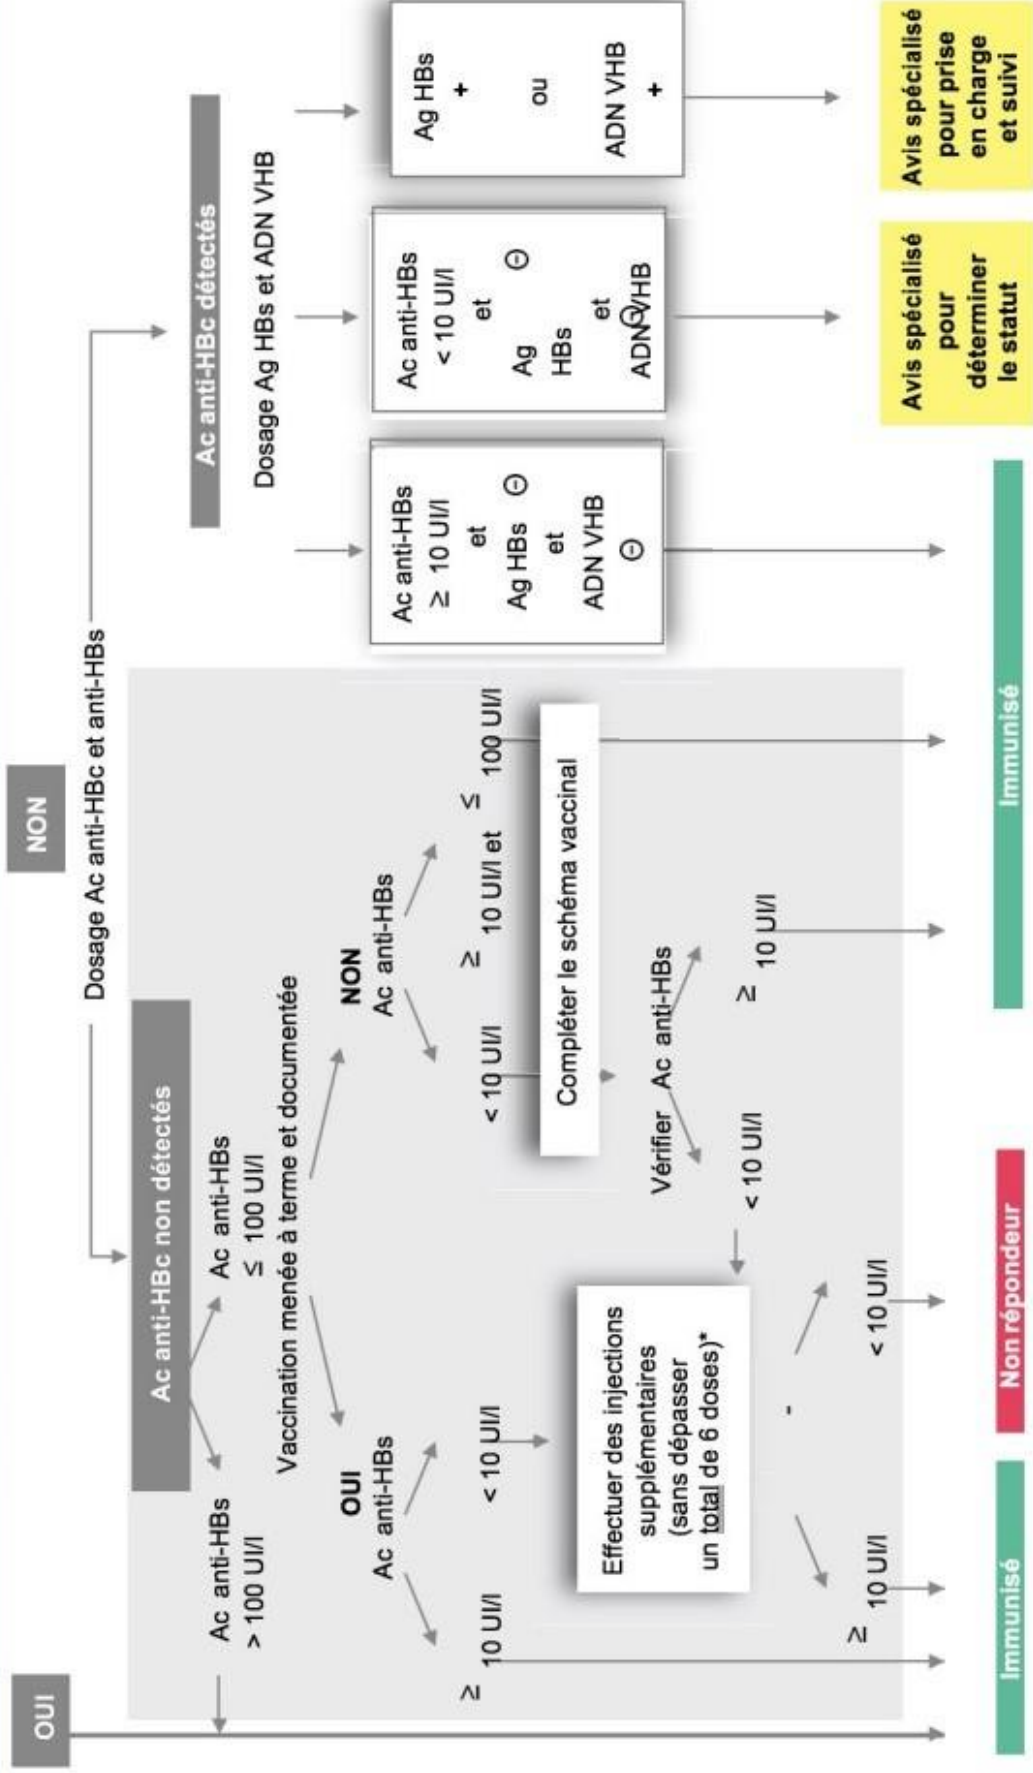 OUI
NON
Dosage Ac anti-HBc et anti-HBs
Ac anti-HBc non détectés
Ac anti-HBc détectés
Ac anti-HBs
> 100 UI/l
Ac anti-HBs
≤ 100 UI/l
Vaccination menée à terme et documentée
OUI
Ac anti-HBs
NON
Ac anti-HBs
≥
10 UI/l
< 10 UI/l
< 10 UI/l
≥
10 UI/l et
≤
100 UI/l
Compléter le schéma vaccinal
Vérifier Ac anti-HBs
< 10 UI/l
≥
10 UI/l
Effectuer des injections
supplémentaires
(sans dépasser
un total de 6 doses)*
-
≥
10 UI/l
< 10 UI/l
Dosage Ag HBs et ADN VHB
Ac anti-HBs
≥ 10 UI/l
et
Ag HBs ⊖
et
ADN VHB
⊖
Ac anti-HBs
< 10 UI/l
et
Ag ⊖
HBs
et
ADN VHB ⊖
Ag HBs
+
ou
ADN VHB
+
Immunisé
Non répondeur
Immunisé
Avis spécialisé
pour
déterminer
le statut
Avis spécialisé
pour prise
en charge
et suivi